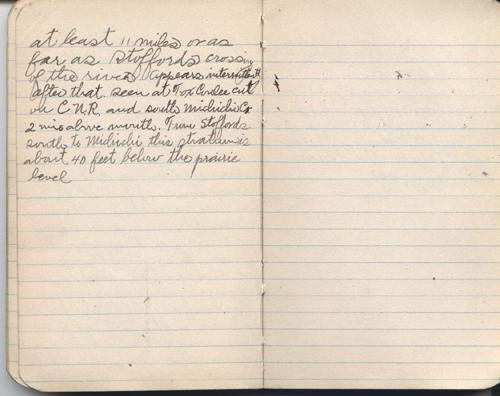 at least 11 miles or as
far as Stoffords crossing
of the river appears intermittently
after that. seen at Fox Coulee cut
on C.N.R. and south Michichi Cr
2 miles above mouth. From Stoffords
south to Michichi this stratum is
about 40 feet below the prairie
level